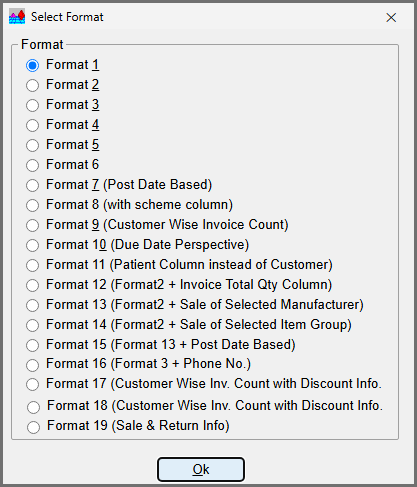 Select Format
Format
Format 1
Format 2
Format 3
Format 4
Format 5
Format 6
Format 7 (Post Date Based)
Format 8 (with scheme column)
Format 9 (Customer Wise Invoice Count)
Format 10 (Due Date Perspective)
Format 11 (Patient Column instead of Customer)
Format 12 (Format2 + Invoice Total Qty Column)
Format 13 (Format2 + Sale of Selected Manufacturer)
Format 14 (Format2 + Sale of Selected Item Group)
Format 15 (Format 13 + Post Date Based)
Format 16 (Format 3 + Phone No.)
Format 17 (Customer Wise Inv. Count with Discount Info.
Format 18 (Customer Wise Inv. Count with Discount Info.
Format 19 (Sale & Return Info)
Ok